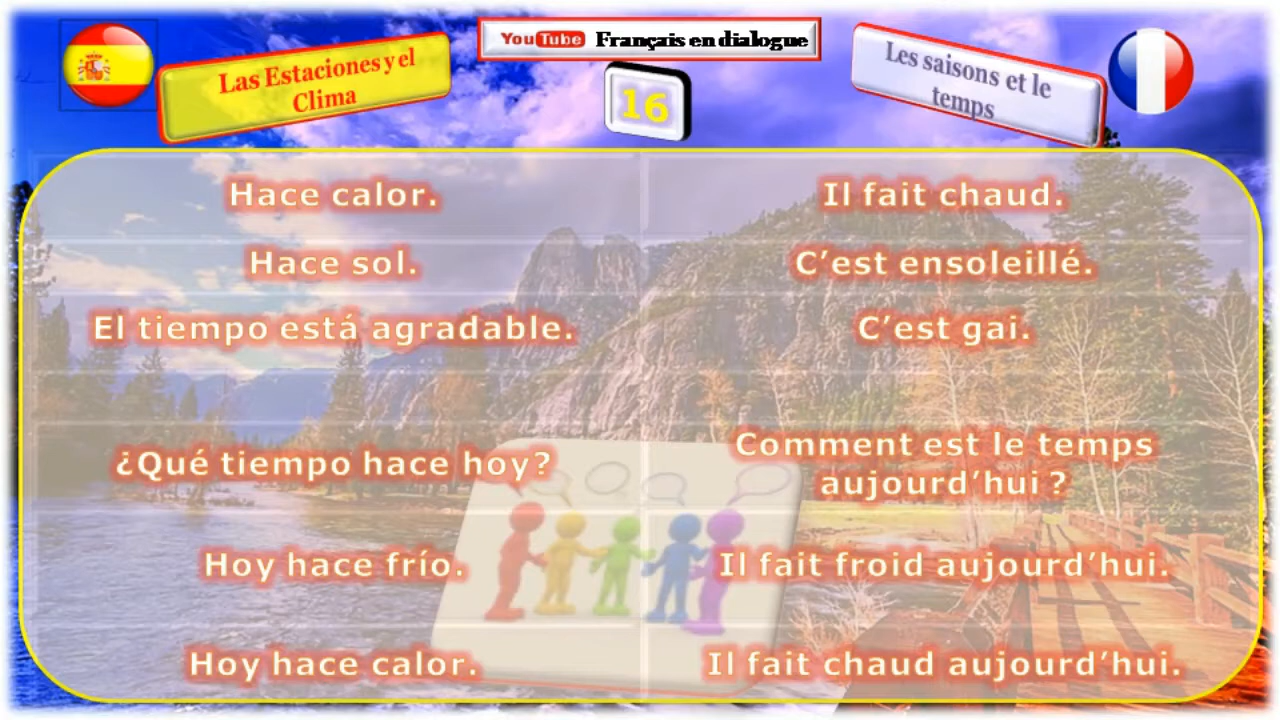 YouTube Français en dialogue
Las Estaciones y el
Clima
16
Les saisons et le
temps
Hace calor.
Il fait chaud.
Hace sol.
C’est ensoleillé.
El tiempo está agradable.
C’est gai.
¿Qué tiempo hace hoy?
Comment est le temps
aujourd’hui ?
Hoy hace frío.
Il fait froid aujourd’hui.
Hoy hace calor.
Il fait chaud aujourd’hui.